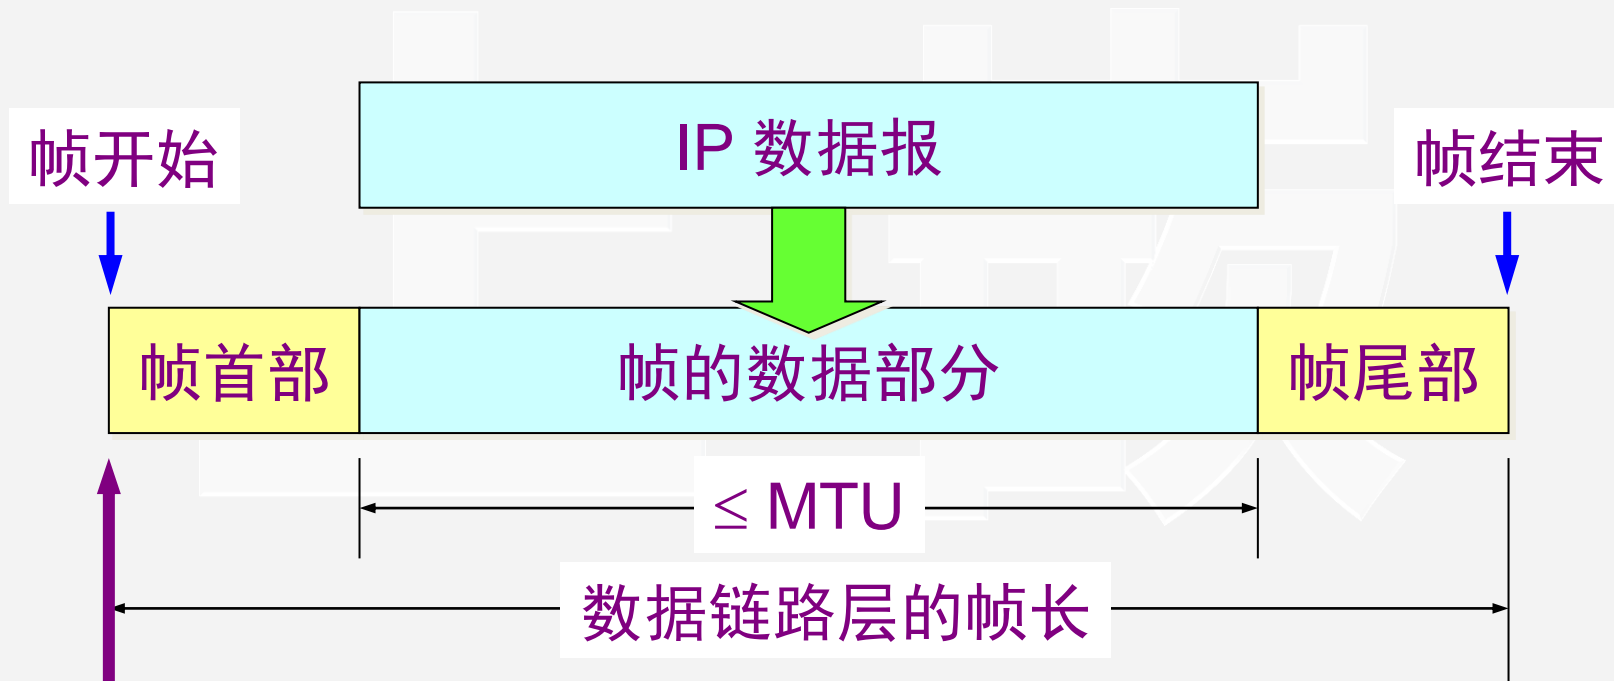 IP 数据报
帧开始
帧结束
帧首部
帧的数据部分
帧尾部
≤ MTU
数据链路层的帧长